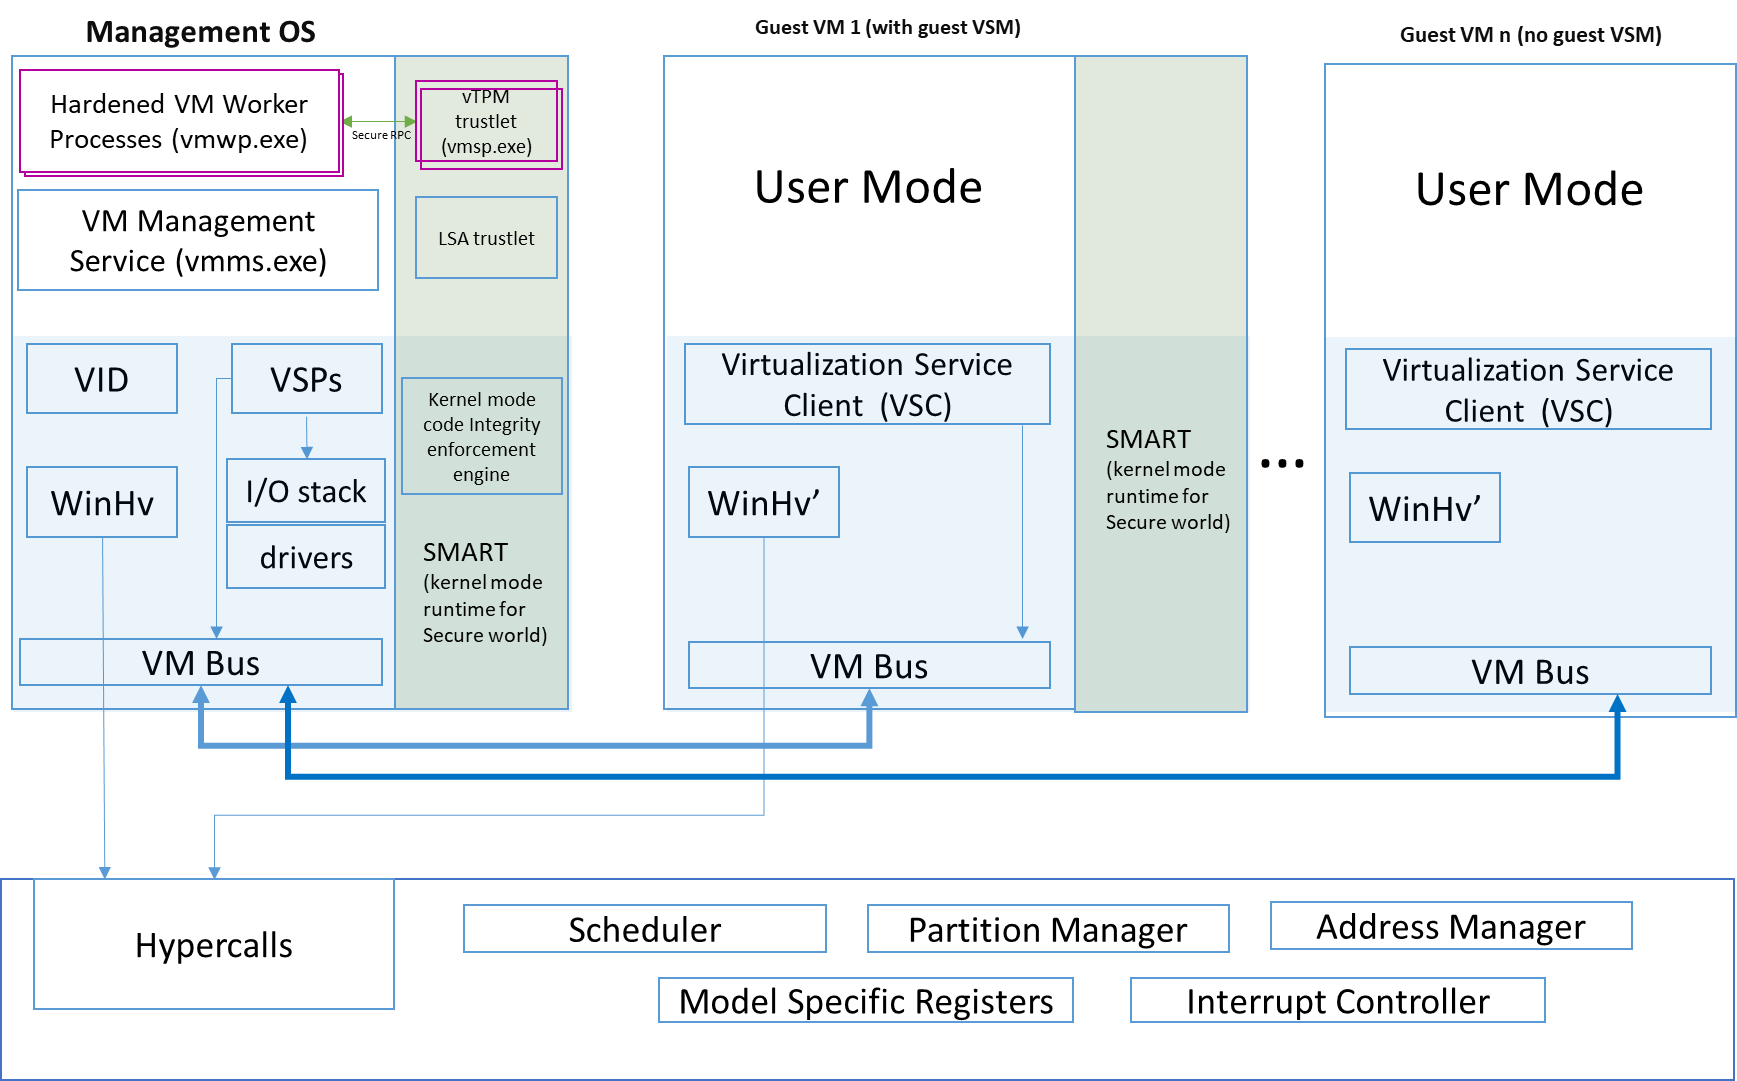 Management OS
Guest VM 1 (with guest VSM)
Guest VM n (no guest VSM)
Hardened VM Worker
Processes (vmwp.exe)
Secure RPC
vTPM
trustlet
(vmsp.exe)
VM Management
Service (vmms.exe)
LSA trustlet
VID
VSPs
WinHv
I/O stack
drivers
Kernel mode
code Integrity
enforcement
engine
SMART
(kernel mode
runtime for
Secure world)
VM Bus
User Mode
Virtualization Service
Client (VSC)
WinHv’
VM Bus
SMART
(kernel mode
runtime for
Secure world)
...
User Mode
Virtualization Service
Client (VSC)
WinHv’
VM Bus
Hypercalls
Scheduler
Partition Manager
Address Manager
Model Specific Registers
Interrupt Controller